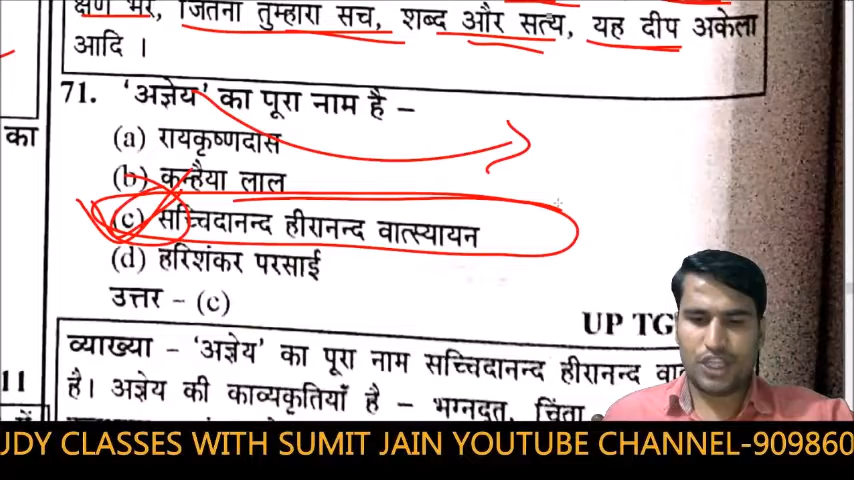 क्षण भर, जितना तुम्हारा सच, शब्द और सत्य, यह दीप अकेला
आदि ।
का
71. 'अज्ञेय' का पूरा नाम है –
(a) रायकृष्णदास
(b) कन्हैया लाल
(c) सच्चिदानन्द हीरानन्द वात्स्यायन
(d) हरिशंकर परसाई
उत्तर – (c)
UP TG
व्याख्या – 'अज्ञेय' का पूरा नाम सच्चिदानन्द हीरानन्द
11
है। अज्ञेय की काव्यकृतियाँ है – भग्नदूत, चिंता
JDY CLASSES WITH SUMIT JAIN YOUTUBE CHANNEL-909860